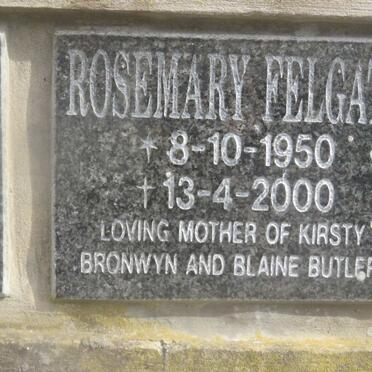 ROSEMARY FELGA
* 8-10-1950
† 13-4-2000
LOVING MOTHER OF KIRSTY
BRONWYN AND BLAINE BUTLER